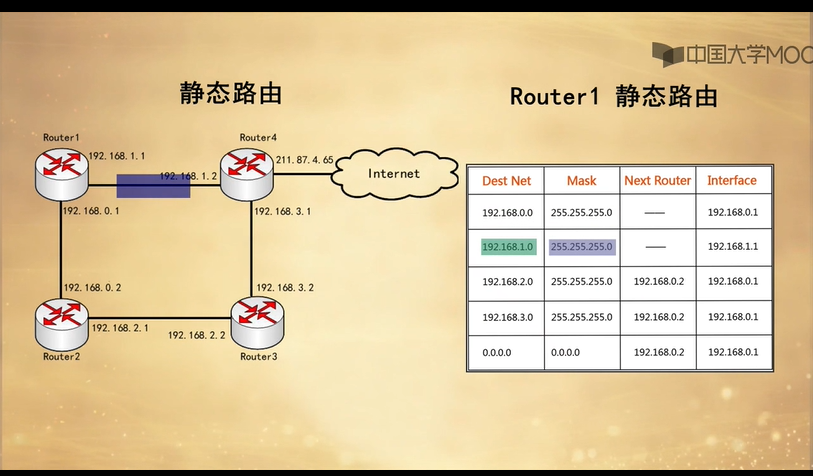 中国大学MOO
静态路由
Router1 静态路由
Router1
Router4
192.168.1.1
192.168.1.2
211.87.4.65
Internet
192.168.0.1
192.168.3.1
192.168.0.2
192.168.3.2
192.168.2.1
192.168.2.2
Router2
Router3
Dest Net Mask Next Router Interface
192.168.0.0 255.255.255.0 —— 192.168.0.1
192.168.1.0 255.255.255.0 —— 192.168.1.1
192.168.2.0 255.255.255.0 192.168.0.2 192.168.0.1
192.168.3.0 255.255.255.0 192.168.0.2 192.168.0.1
0.0.0.0 0.0.0.0 192.168.0.2 192.168.0.1